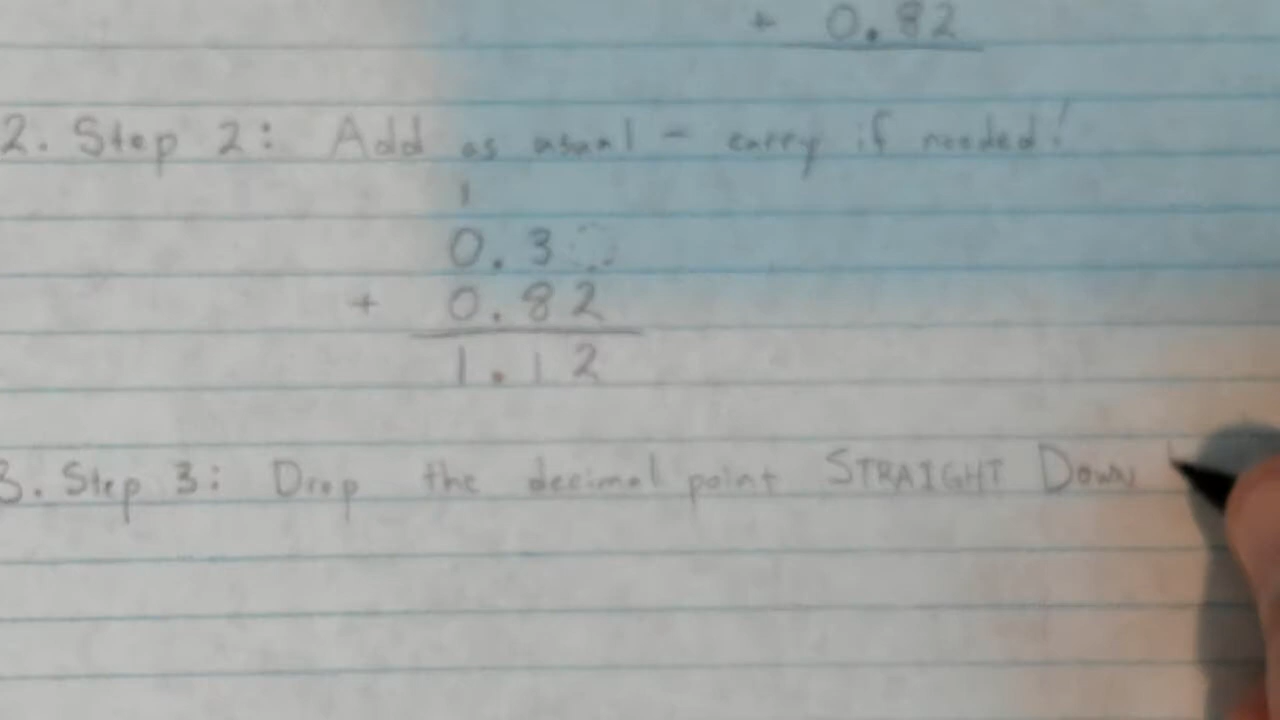 + 0.82
2. Step 2: Add as usual - carry if needed!
1
0.3
+ 0.82
1.12
3. Step 3: Drop the decimal point STRAIGHT DOWN